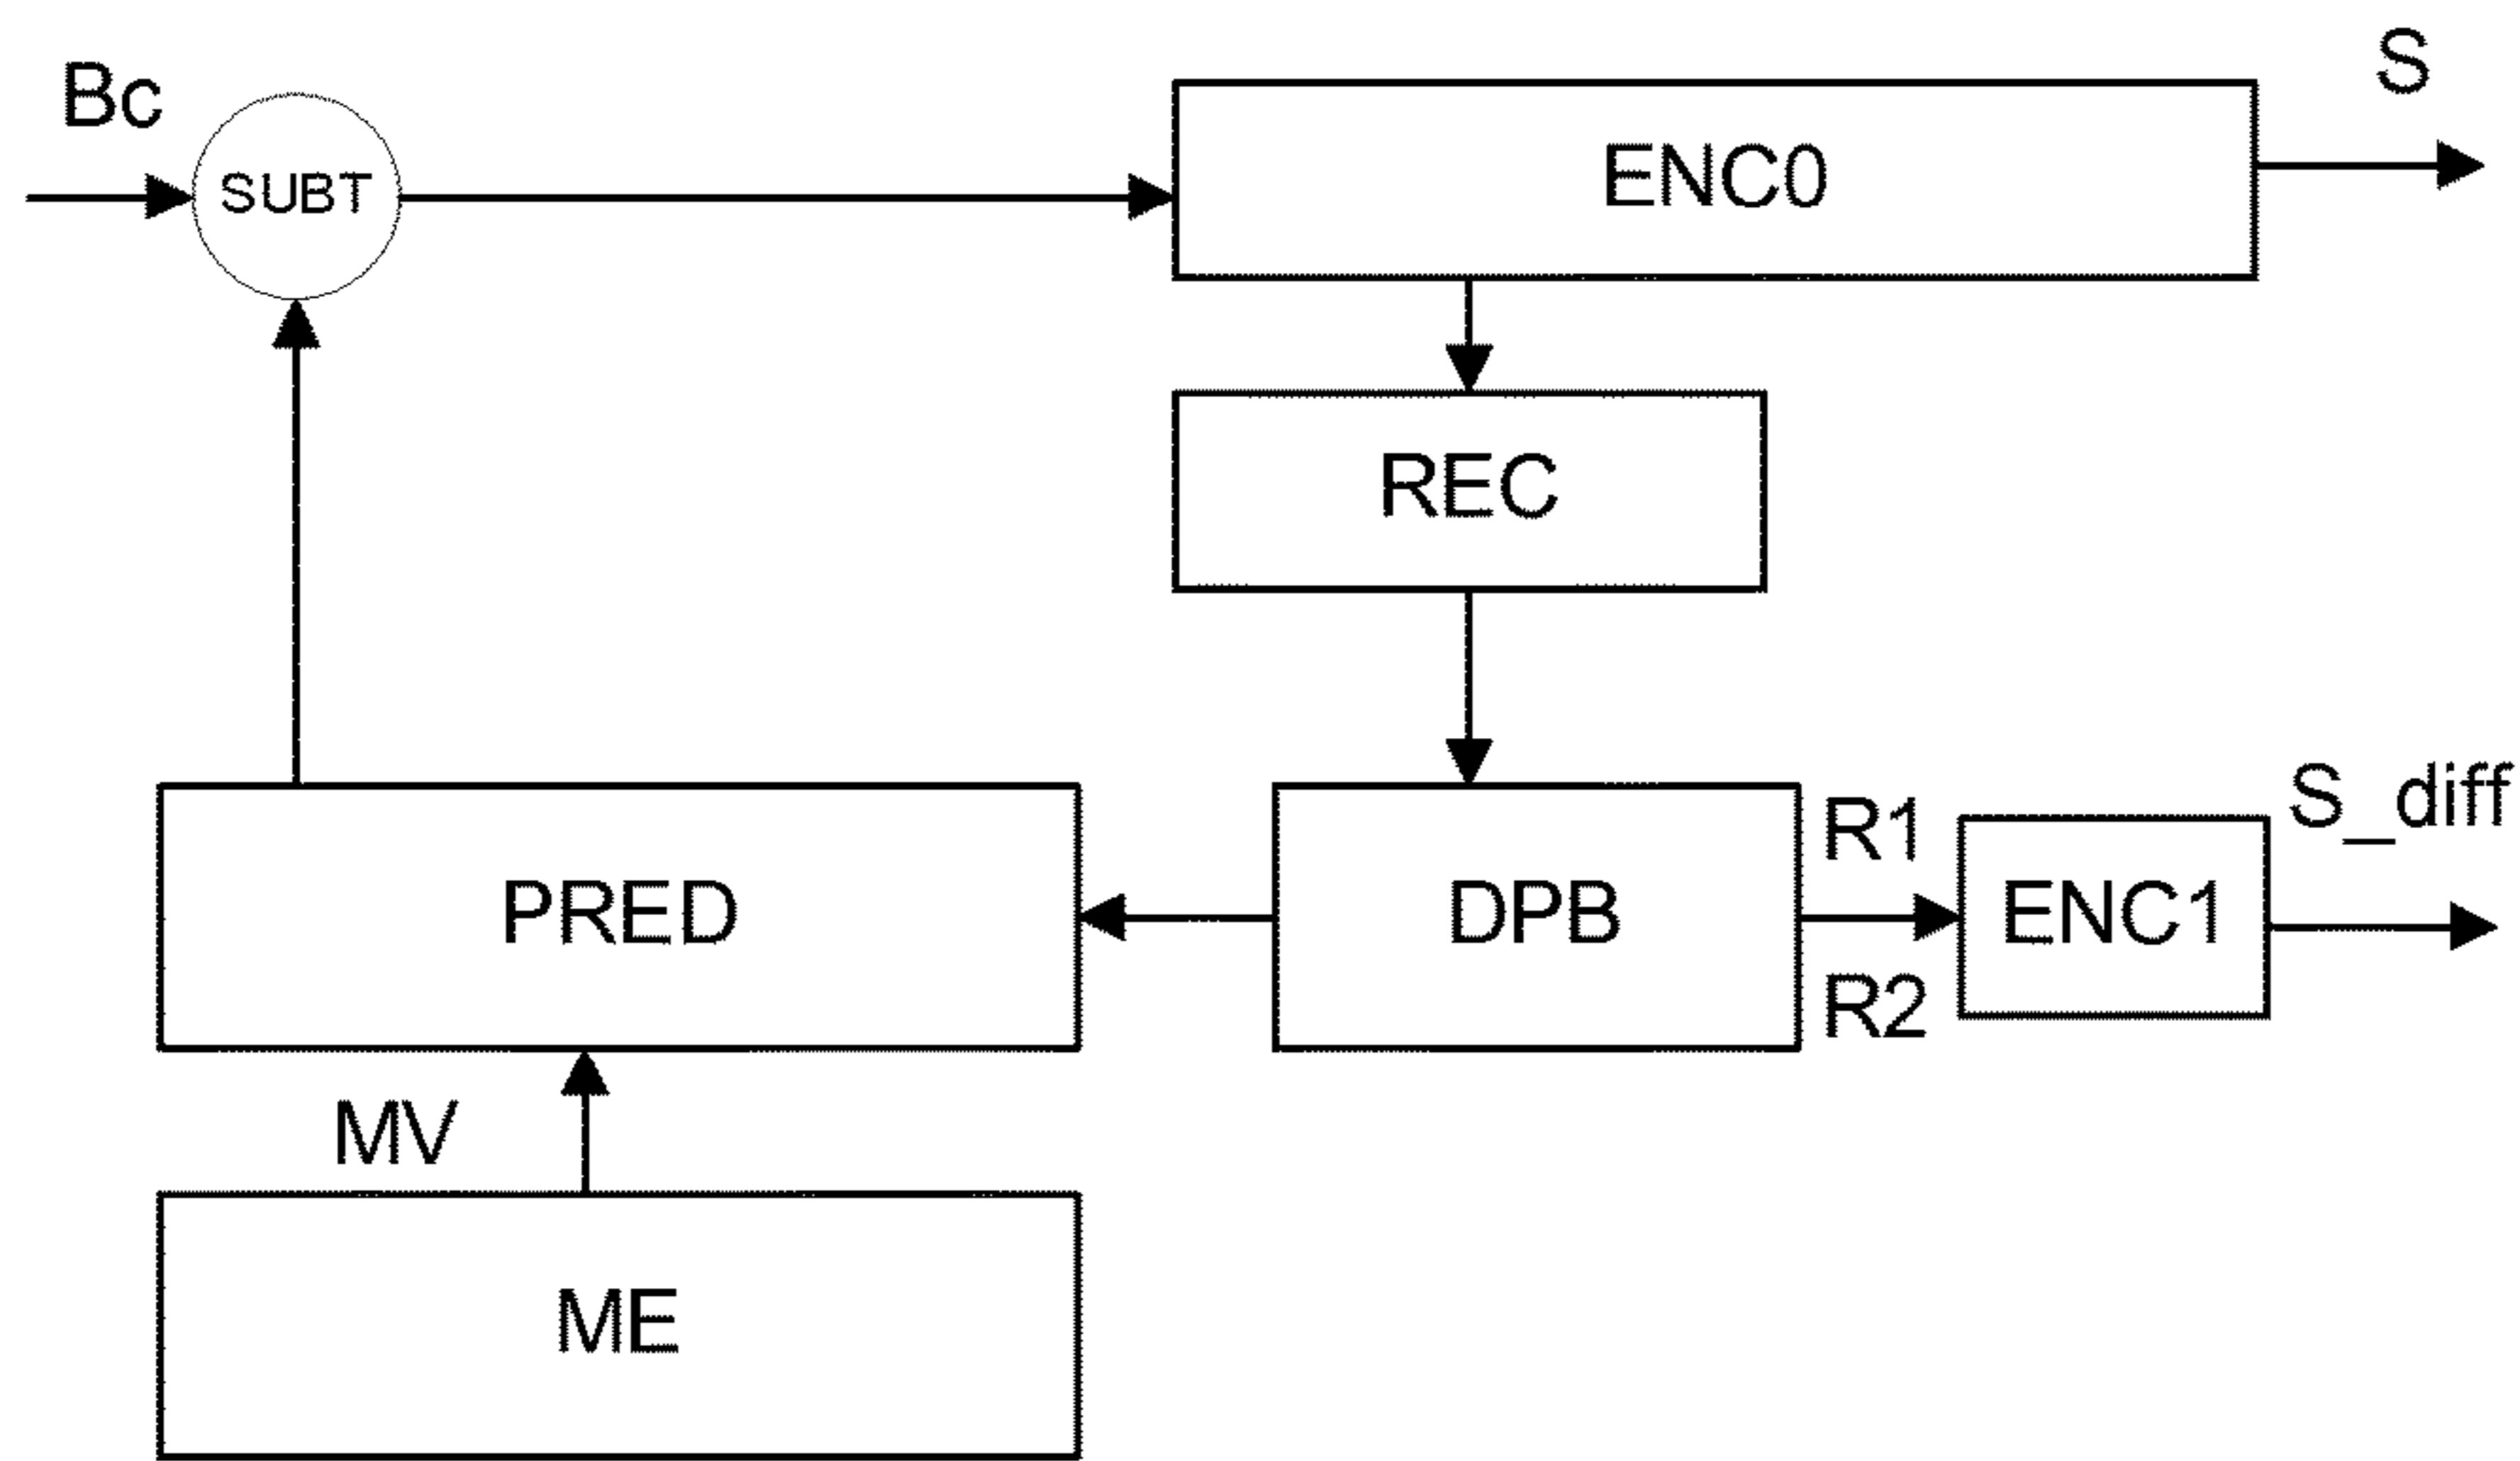 Bc
SUBT
ENC0
S
REC
PRED
DPB
R1
R2
ENC1
S_diff
MV
ME